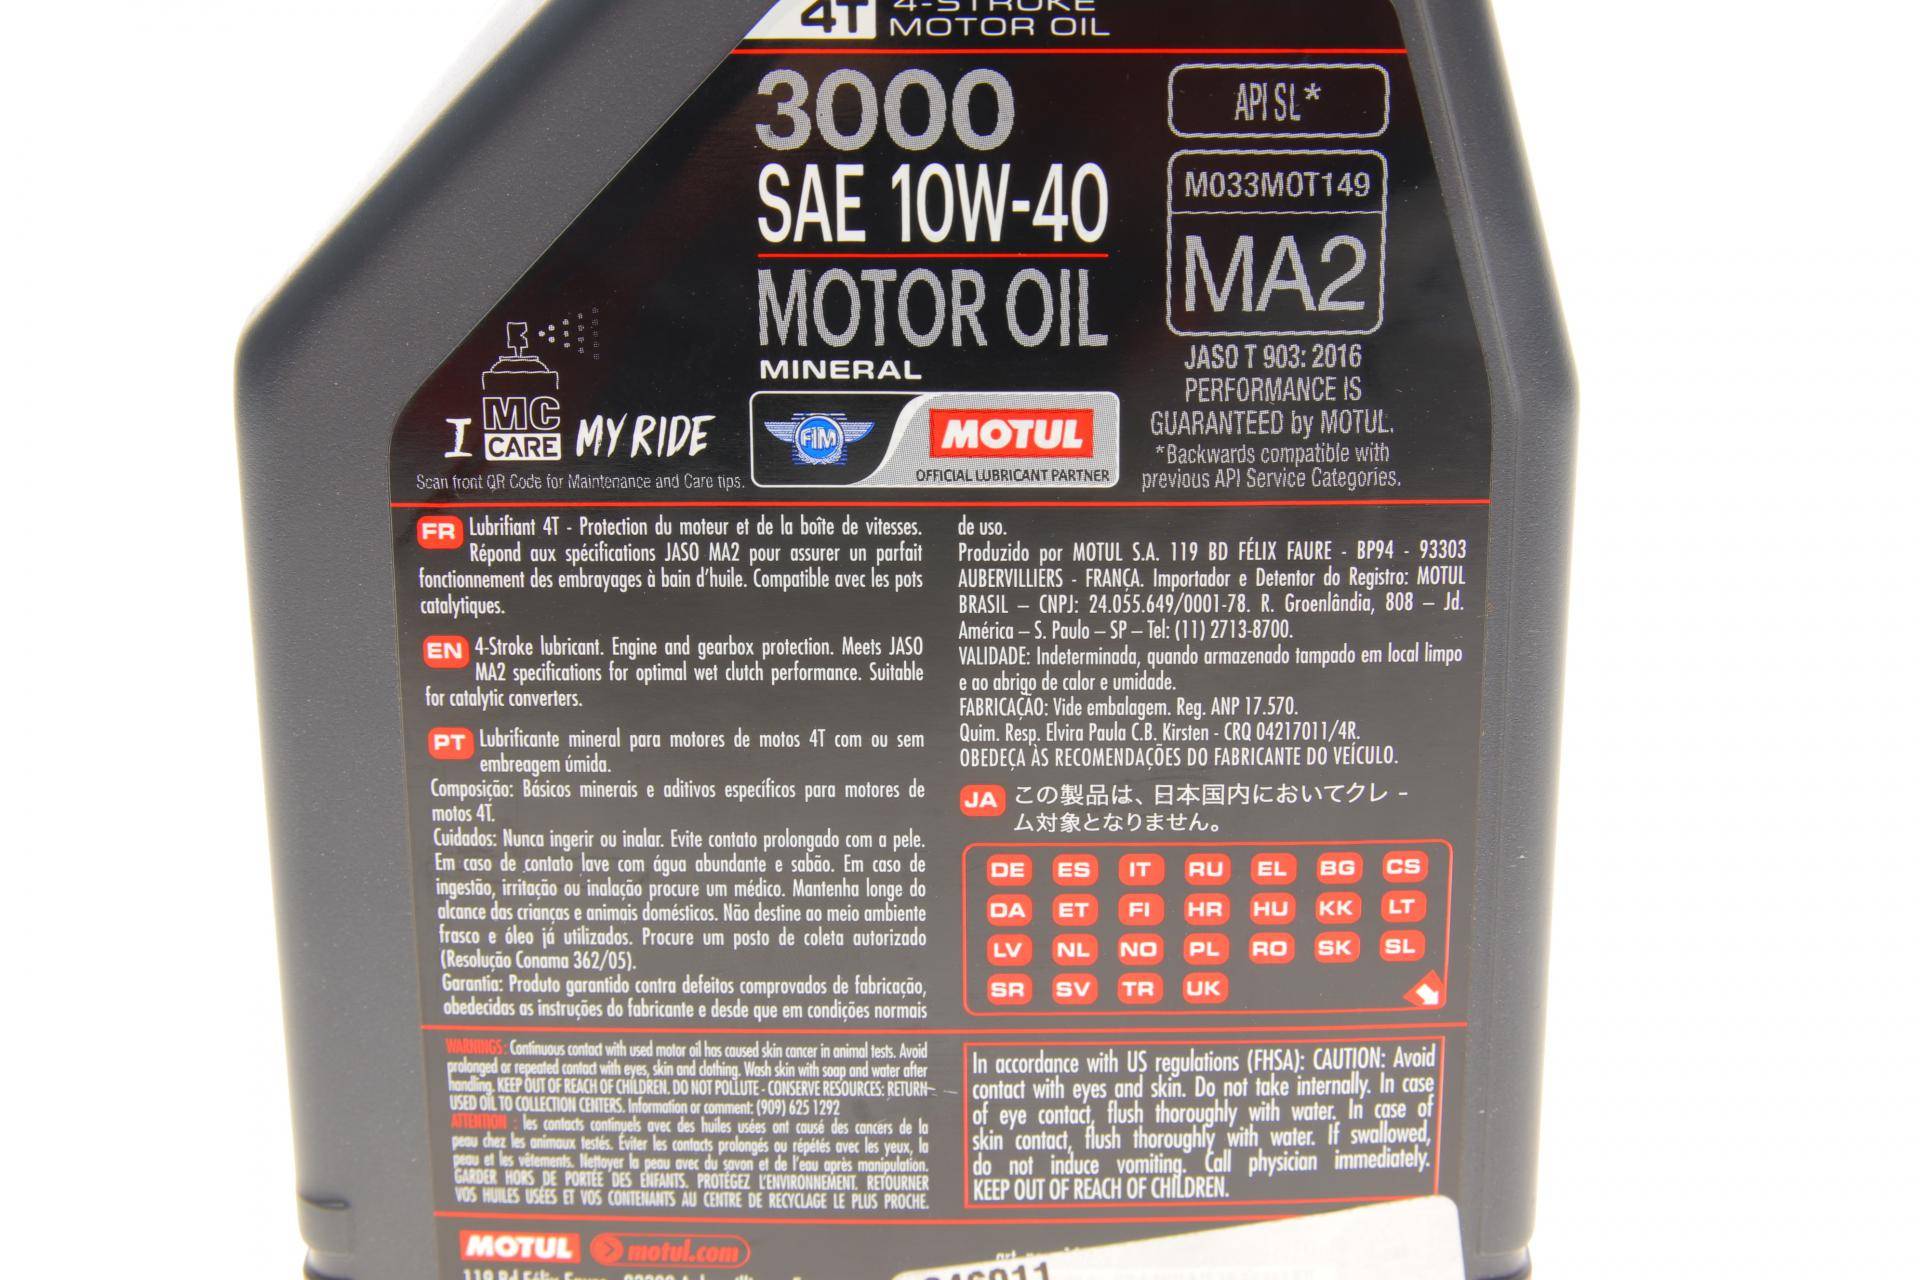 4T
4-STROKE
MOTOR OIL
3000
SAE 10W-40
MOTOR OIL
MINERAL
API SL*
M033MOT149
MA2
JASO T 903: 2016
PERFORMANCE IS
GUARANTEED by MOTUL.
*Backwards compatible with
previous API Service Categories.
I MC CARE MY RIDE
Scan front QR Code for Maintenance and Care tips.
FIM
MOTUL
OFFICIAL LUBRICANT PARTNER
FR Lubrifiant 4T - Protection du moteur et de la boîte de vitesses.
Répond aux spécifications JASO MA2 pour assurer un parfait
fonctionnement des embrayages à bain d'huile. Compatible avec les pots
catalytiques.
EN 4-Stroke lubricant. Engine and gearbox protection. Meets JASO
MA2 specifications for optimal wet clutch performance. Suitable
for catalytic converters.
PT Lubrificante mineral para motores de motos 4T com ou sem
embreagem úmida.
Composição: Básicos minerais e aditivos específicos para motores de
motos 4T.
Cuidados: Nunca ingerir ou inalar. Evite contato prolongado com a pele.
Em caso de contato lave com água abundante e sabão. Em caso de
ingestão, irritação ou inalação procure um médico. Mantenha longe do
alcance das crianças e animais domésticos. Não destine ao meio ambiente
frasco e óleo já utilizados. Procure um posto de coleta autorizado
(Resolução Conama 362/05).
Garantia: Produto garantido contra defeitos comprovados de fabricação,
obedecidas as instruções do fabricante e desde que em condições normais
de uso.
Produzido por MOTUL S.A. 119 BD FÉLIX FAURE - BP94 - 93303
AUBERVILLIERS - FRANÇA. Importador e Detentor do Registro: MOTUL
BRASIL – CNPJ: 24.055.649/0001-78. R. Groenlândia, 808 – Jd.
América – S. Paulo – SP – Tel: (11) 2713-8700.
VALIDADE: Indeterminada, quando armazenado tampado em local limpo
e ao abrigo de calor e umidade.
FABRICAÇÃO: Vide embalagem. Reg. ANP 17.570.
Quim. Resp. Elvira Paula C.B. Kirsten - CRQ 04217011/4R.
OBEDEÇA ÀS RECOMENDAÇÕES DO FABRICANTE DO VEÍCULO.
JA この製品は、日本国内においてクレ -
ム対象となりません。
DE ES IT RU EL BG CS
DA ET FI HR HU KK LT
LV NL NO PL RO SK SL
SR SV TR UK
WARNINGS: Continuous contact with used motor oil has caused skin cancer in animal tests. Avoid
prolonged or repeated contact with eyes, skin and clothing. Wash skin with soap and water after
handling. KEEP OUT OF REACH OF CHILDREN. DO NOT POLLUTE - CONSERVE RESOURCES: RETURN
USED OIL TO COLLECTION CENTERS. Information or comment: (909) 625 1292
ATTENTION : les contacts continuels avec des huiles usées ont causé des cancers de la
peau chez les animaux testés. Éviter les contacts prolongés ou répétés avec les yeux, la
peau et les vêtements. Nettoyer la peau avec du savon et de l'eau après manipulation.
GARDER HORS DE PORTÉE DES ENFANTS. PROTÉGEZ L'ENVIRONNEMENT. RETOURNER
VOS HUILES USÉES ET VOS CONTENANTS AU CENTRE DE RECYCLAGE LE PLUS PROCHE.
In accordance with US regulations (FHSA): CAUTION: Avoid
contact with eyes and skin. Do not take internally. In case
of eye contact, flush thoroughly with water. In case of
skin contact, flush thoroughly with water. If swallowed,
do not induce vomiting. Call physician immediately.
KEEP OUT OF REACH OF CHILDREN.
MOTUL motul.com